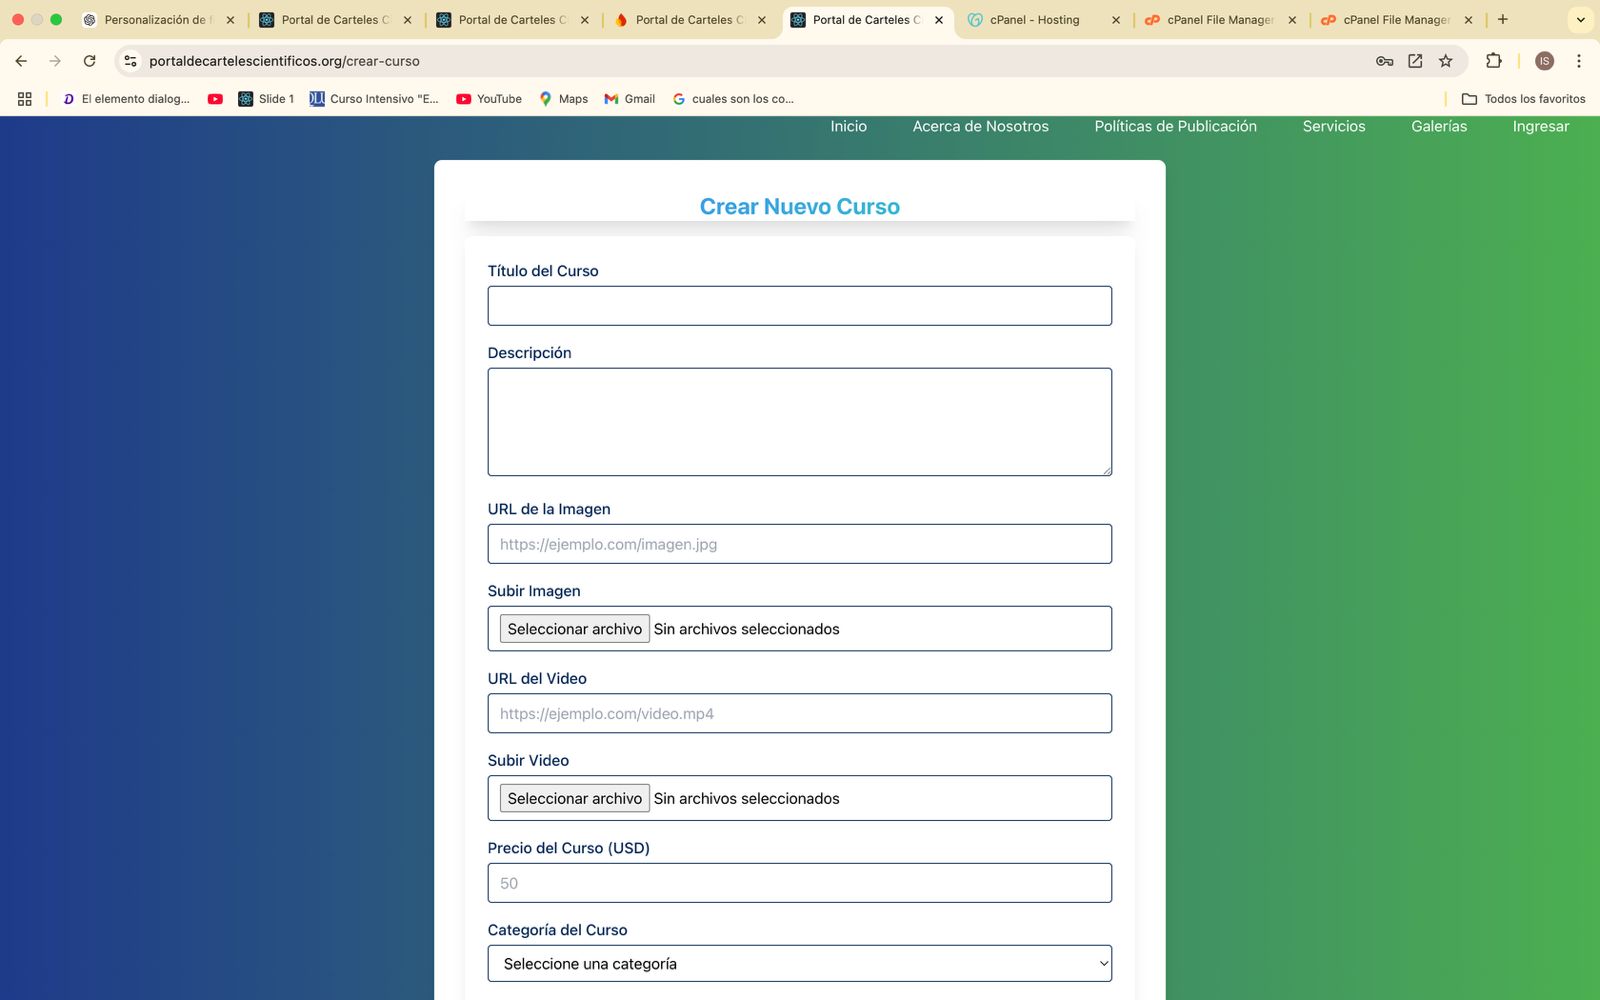 Personalización de f
Portal de Carteles C
Portal de Carteles C
Portal de Carteles C
Portal de Carteles C
cPanel - Hosting
cPanel File Manager
cPanel File Manager
portaldecartelescientificos.org/crear-curso
IS
El elemento dialog...
Slide 1
Curso Intensivo "E...
YouTube
Maps
Gmail
cuales son los co...
Todos los favoritos
Inicio
Acerca de Nosotros
Políticas de Publicación
Servicios
Galerías
Ingresar
Crear Nuevo Curso
Título del Curso
Descripción
URL de la Imagen
https://ejemplo.com/imagen.jpg
Subir Imagen
Seleccionar archivo Sin archivos seleccionados
URL del Video
https://ejemplo.com/video.mp4
Subir Video
Seleccionar archivo Sin archivos seleccionados
Precio del Curso (USD)
50
Categoría del Curso
Seleccione una categoría